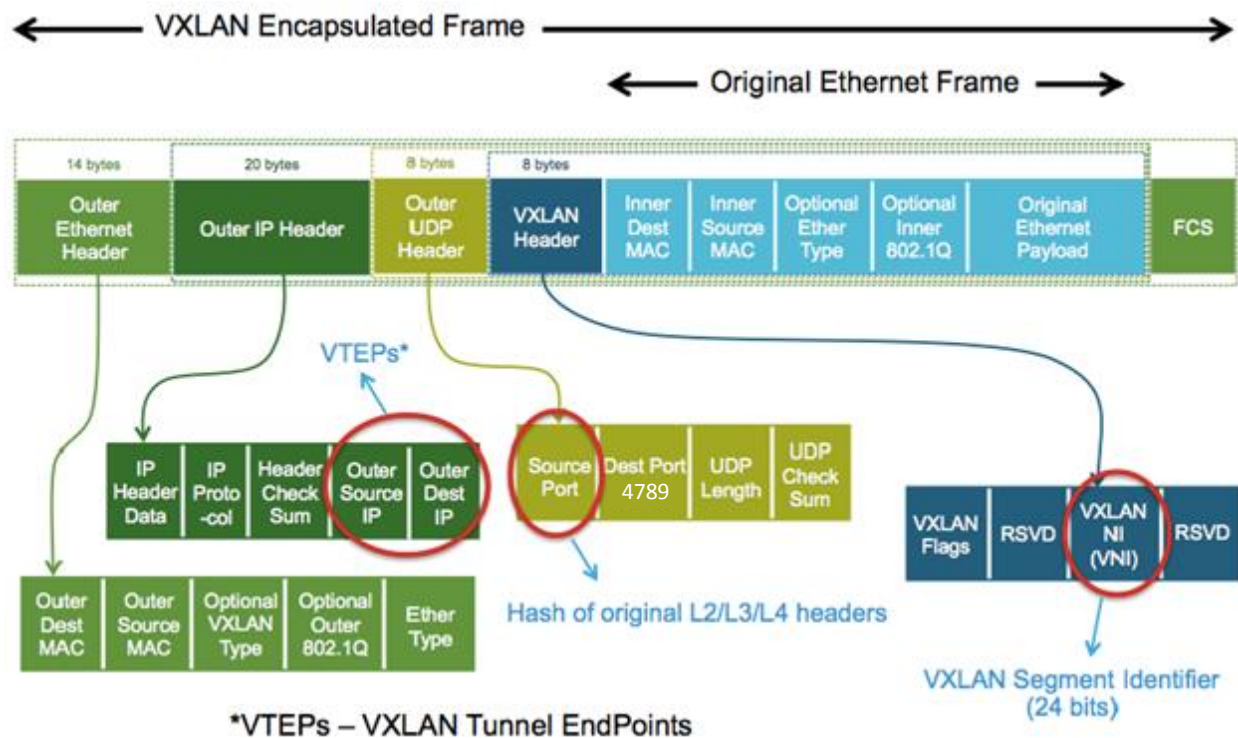 VXLAN Encapsulated Frame
Original Ethernet Frame
14 bytes
20 bytes
8 bytes
8 bytes
Outer
Ethernet
Header
Outer IP Header
Outer
UDP
Header
VXLAN
Header
Inner
Dest
MAC
Inner
Source
MAC
Optional
Ether
Type
Optional
Inner
802.1Q
Original
Ethernet
Payload
FCS
VTEPs*
IP
Header
Data
IP
Proto
-col
Header
Check
Sum
Outer
Source
IP
Outer
Dest
IP
Source
Port
Dest Port
4789
UDP
Length
UDP
Check
Sum
VXLAN
Flags
RSVD
VXLAN
NI
(VNI)
RSVD
Outer
Dest
MAC
Outer
Source
MAC
Optional
VXLAN
Type
Optional
Outer
802.1Q
Ether
Type
Hash of original L2/L3/L4 headers
VXLAN Segment Identifier
(24 bits)
*VTEPs – VXLAN Tunnel EndPoints